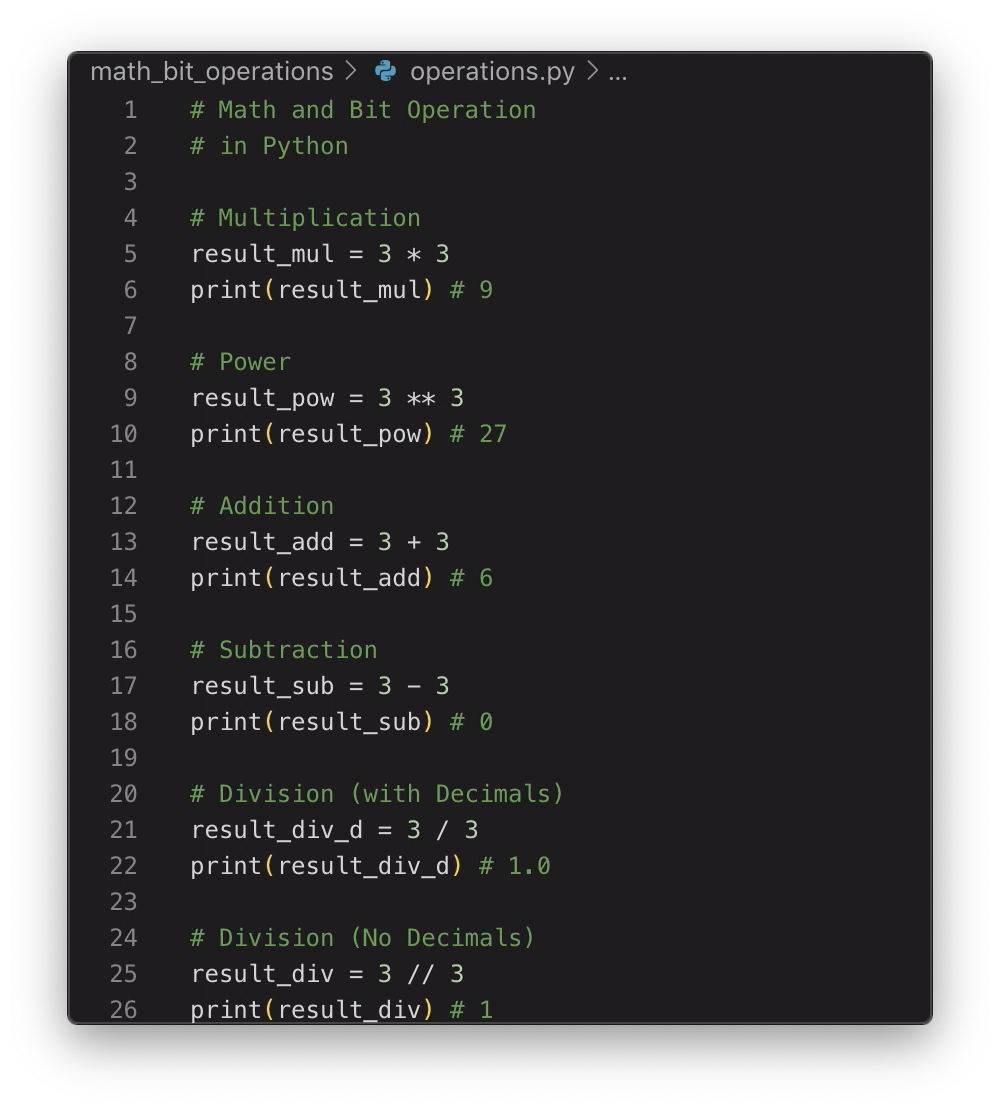 math_bit_operations > operations.py > ...
1 # Math and Bit Operation
2 # in Python
3
4 # Multiplication
5 result_mul = 3 * 3
6 print(result_mul) # 9
7
8 # Power
9 result_pow = 3 ** 3
10 print(result_pow) # 27
11
12 # Addition
13 result_add = 3 + 3
14 print(result_add) # 6
15
16 # Subtraction
17 result_sub = 3 - 3
18 print(result_sub) # 0
19
20 # Division (with Decimals)
21 result_div_d = 3 / 3
22 print(result_div_d) # 1.0
23
24 # Division (No Decimals)
25 result_div = 3 // 3
26 print(result_div) # 1